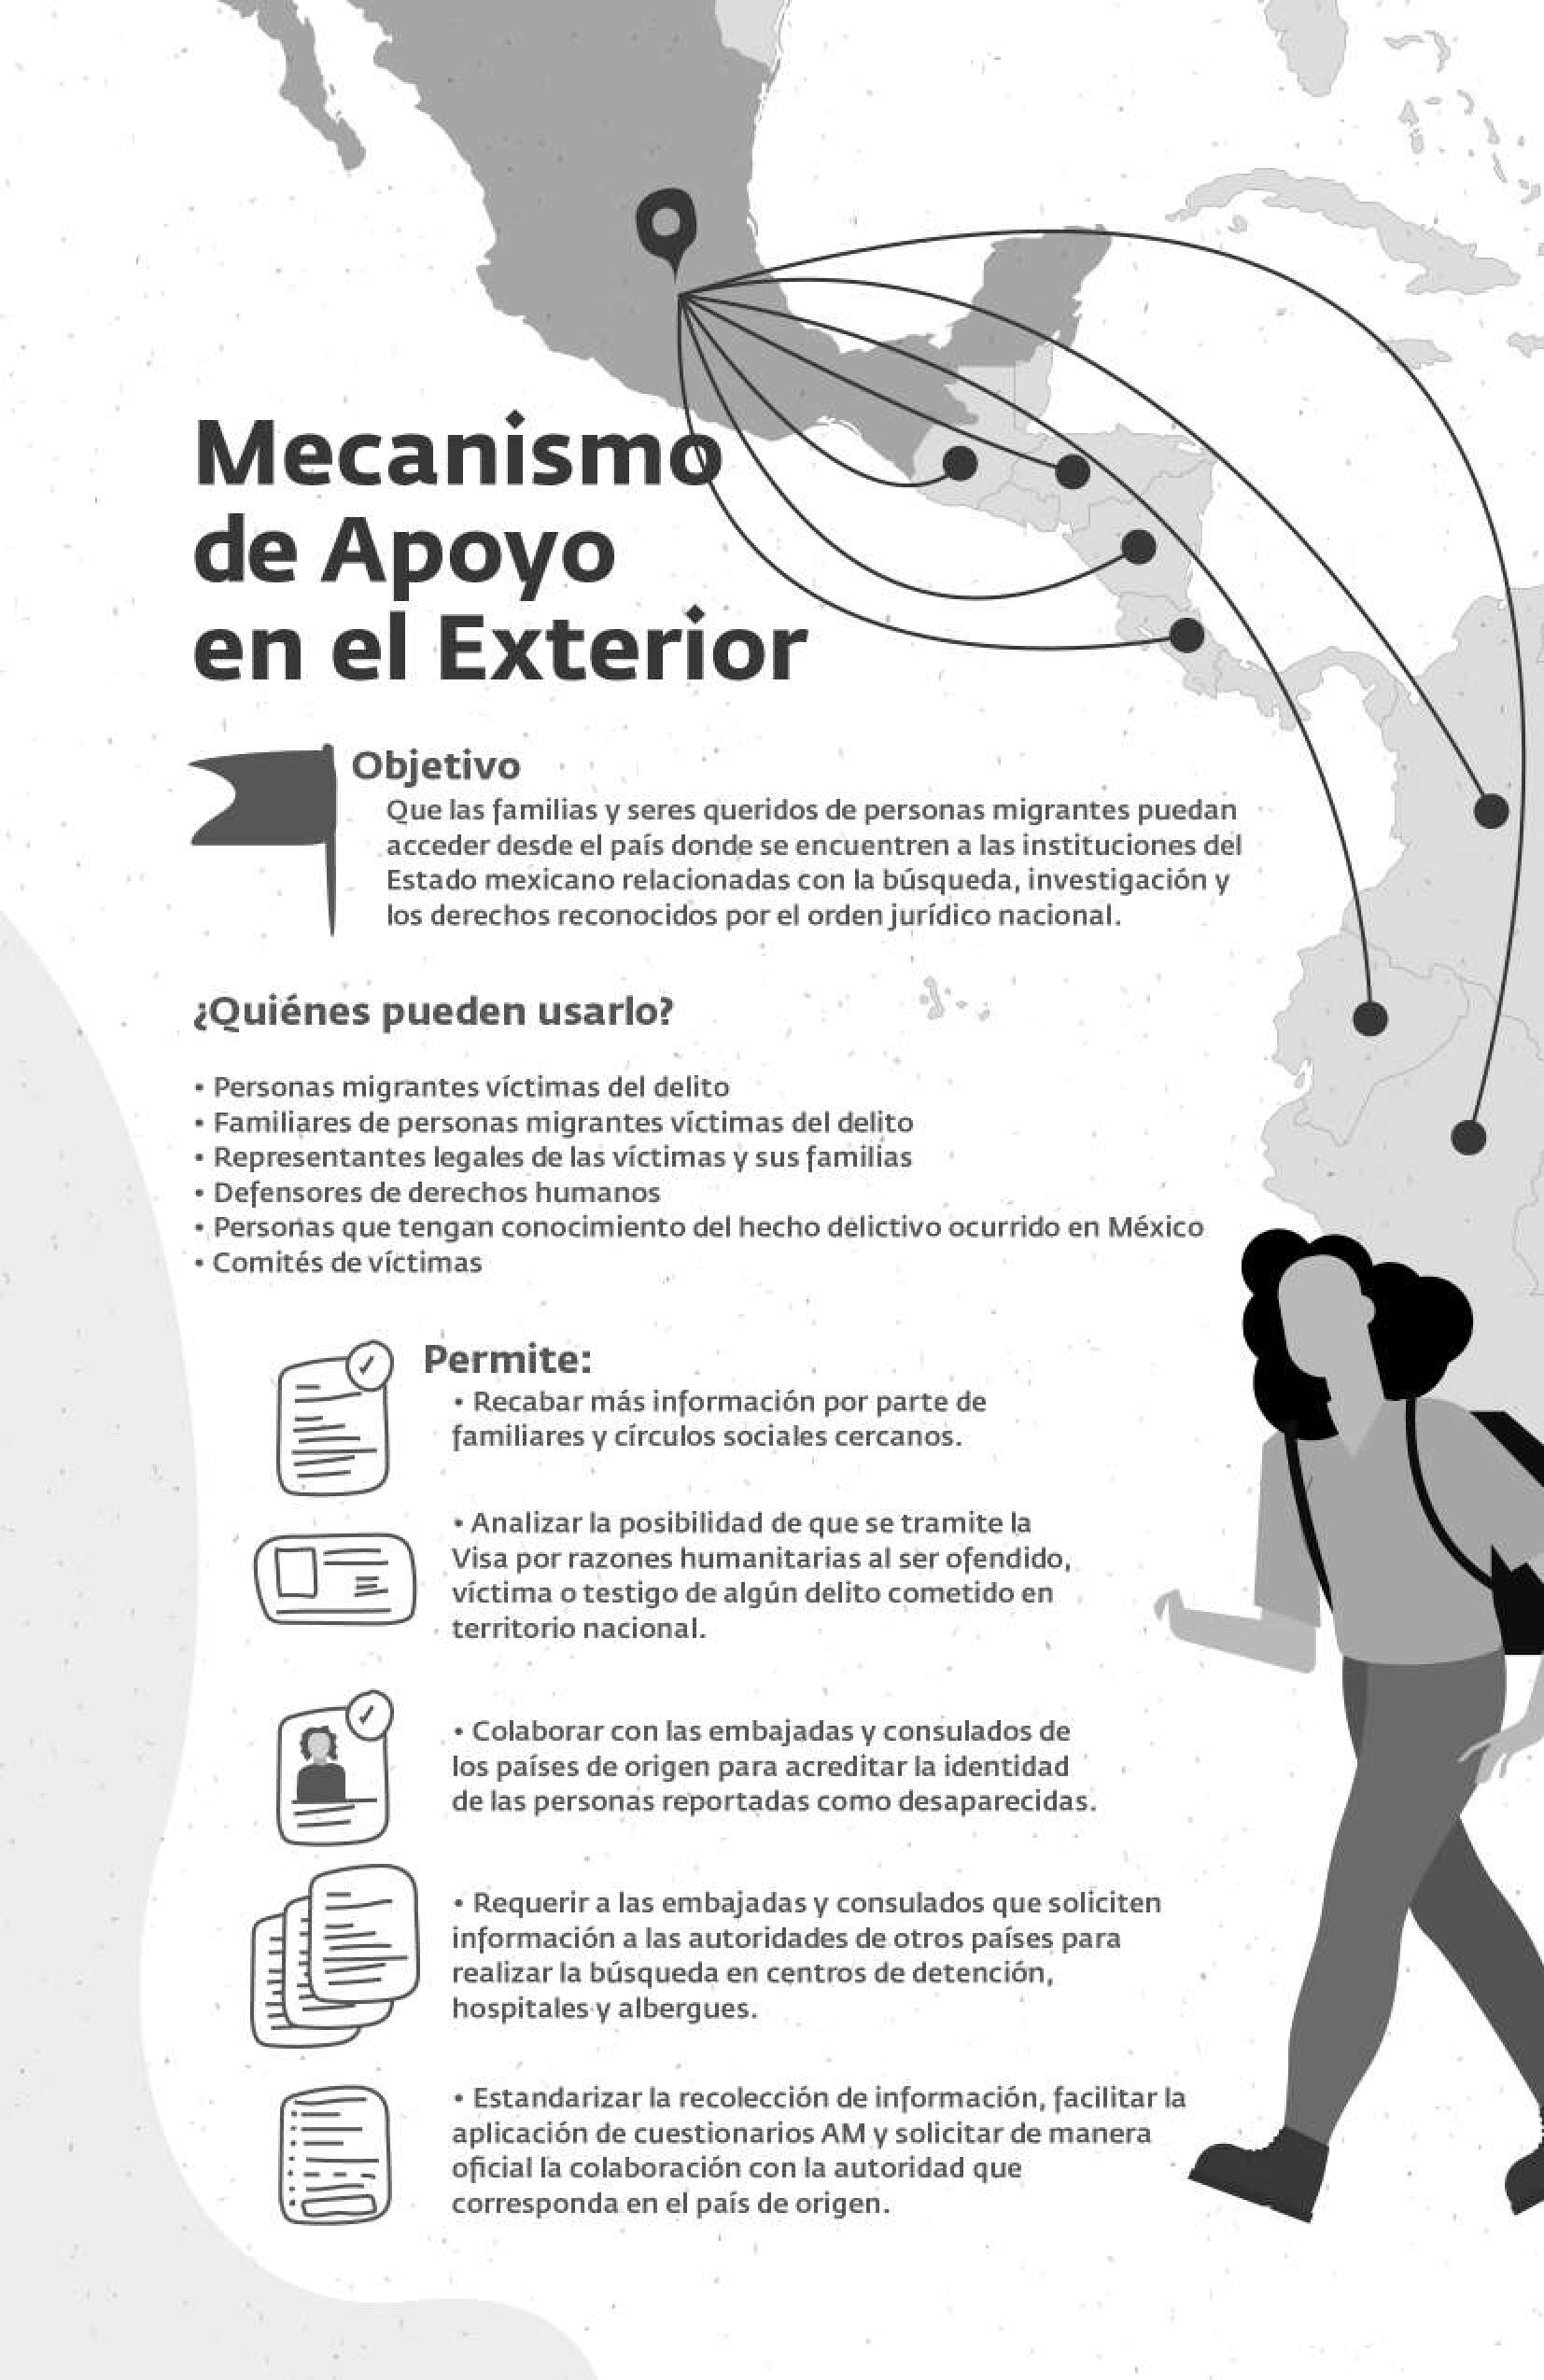 Mecanismo
de Apoyo
en el Exterior
Objetivo
Que las familias y seres queridos de personas migrantes puedan
acceder desde el país donde se encuentren a las instituciones del
Estado mexicano relacionadas con la búsqueda, investigación y
los derechos reconocidos por el orden jurídico nacional.
¿Quiénes pueden usarlo?
• Personas migrantes víctimas del delito
• Familiares de personas migrantes víctimas del delito
• Representantes legales de las víctimas y sus familias
• Defensores de derechos humanos
• Personas que tengan conocimiento del hecho delictivo ocurrido en México
• Comités de víctimas
Permite:
• Recabar más información por parte de
familiares y círculos sociales cercanos.
• Analizar la posibilidad de que se tramite la
Visa por razones humanitarias al ser ofendido,
víctima o testigo de algún delito cometido en
territorio nacional.
• Colaborar con las embajadas y consulados de
los países de origen para acreditar la identidad
de las personas reportadas como desaparecidas.
• Requerir a las embajadas y consulados que soliciten
información a las autoridades de otros países para
realizar la búsqueda en centros de detención,
hospitales y albergues.
• Estandarizar la recolección de información, facilitar la
aplicación de cuestionarios AM y solicitar de manera
oficial la colaboración con la autoridad que
corresponda en el país de origen.